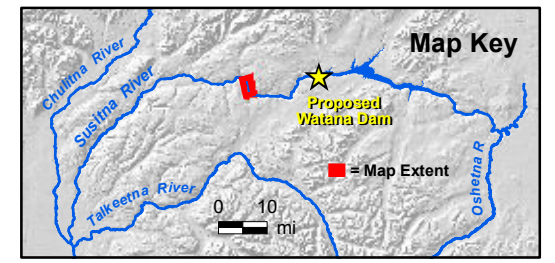 Map Key
Chulitna River
Susitna River
Proposed
Watana Dam
= Map Extent
Talkeetna River
Oshetna R
0 10
mi